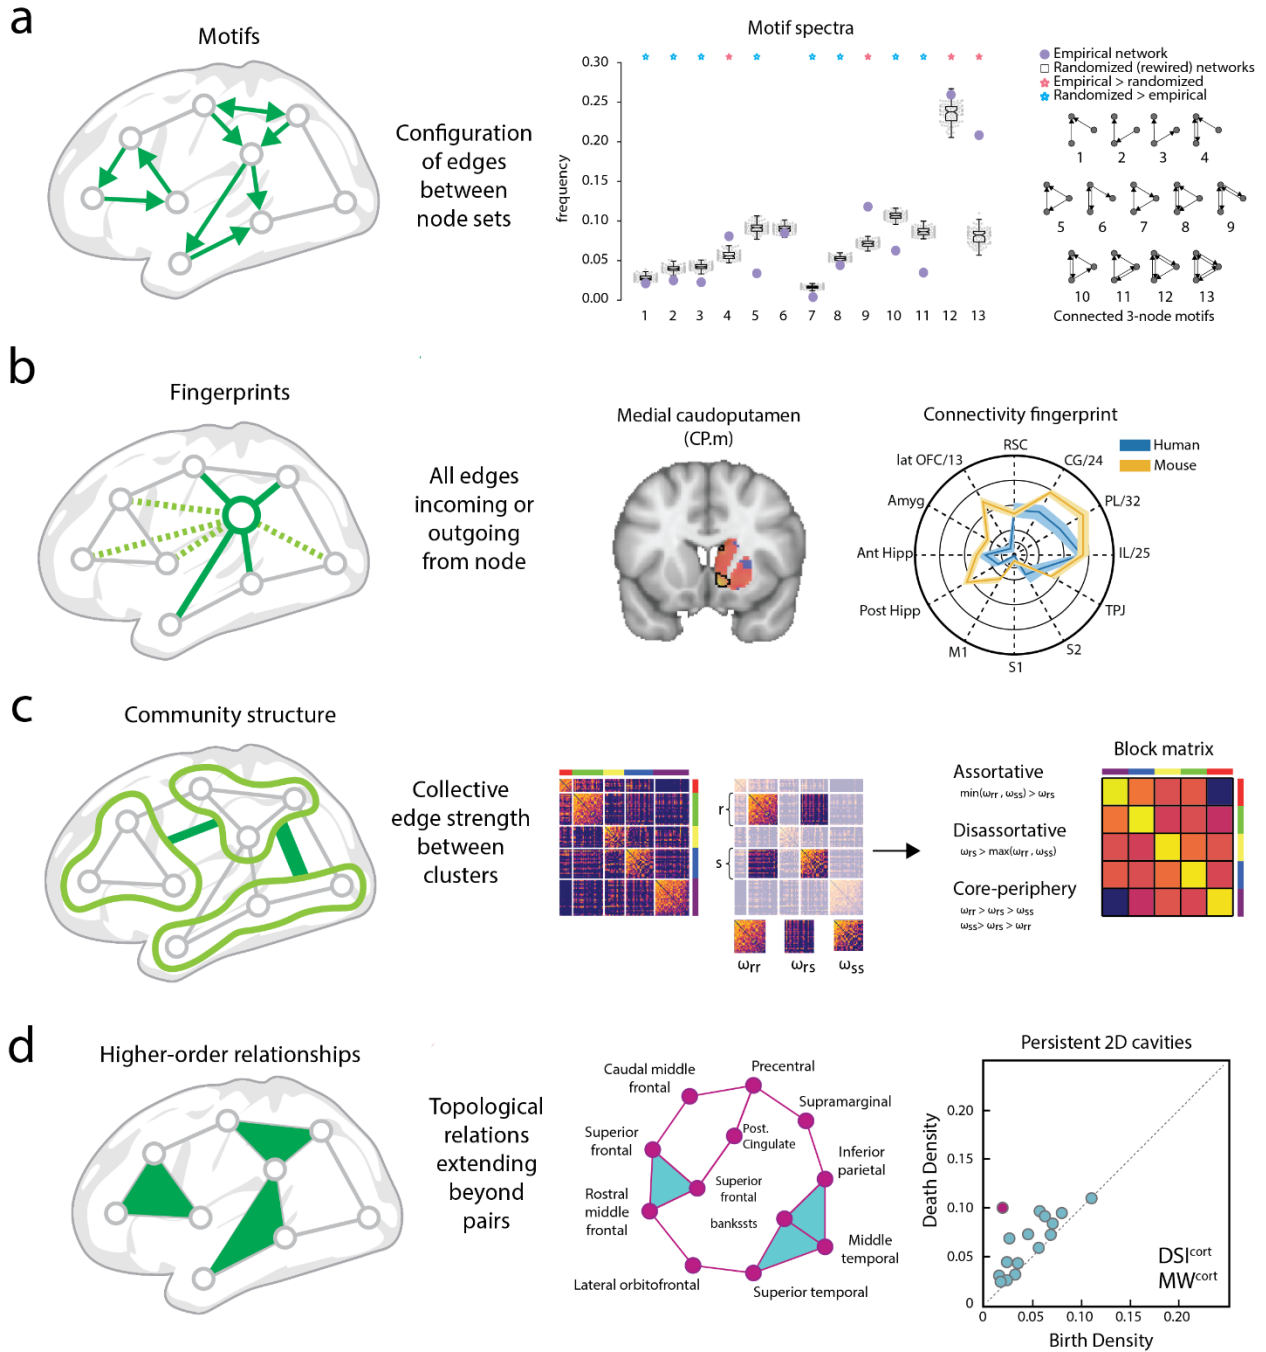 a
Motifs
Configuration
of edges
between
node sets
Motif spectra
frequency
0.30
0.25
0.20
0.15
0.10
0.05
0.00
1 2 3 4 5 6 7 8 9 10 11 12 13
Empirical network
Randomized (rewired) networks
Empirical > randomized
Randomized > empirical
1 2 3 4
5 6 7 8 9
10 11 12 13
Connected 3-node motifs
b
Fingerprints
All edges
incoming or
outgoing
from node
Medial caudoputamen
(CP.m)
Connectivity fingerprint
Human
Mouse
RSC
CG/24
PL/32
IL/25
TPJ
S2
S1
M1
Post Hipp
Ant Hipp
Amyg
lat OFC/13
c
Community structure
Collective
edge strength
between
clusters
r
s
ωrr ωrs ωss
Assortative
min(ωrr , ωss) > ωrs
Disassortative
ωrs > max(ωrr , ωss)
Core-periphery
ωrr > ωrs > ωss
ωss> ωrs > ωrr
Block matrix
d
Higher-order relationships
Topological
relations
extending
beyond
pairs
Caudal middle
frontal
Precentral
Supramarginal
Post.
Cingulate
Superior
frontal
Inferior
parietal
Superior
frontal
Rostral
middle
frontal
bankssts
Middle
temporal
Lateral orbitofrontal
Superior temporal
Persistent 2D cavities
Death Density
0.20
0.15
0.10
0.05
0
0 0.05 0.10 0.15 0.20
Birth Density
DSIcort
MWcort